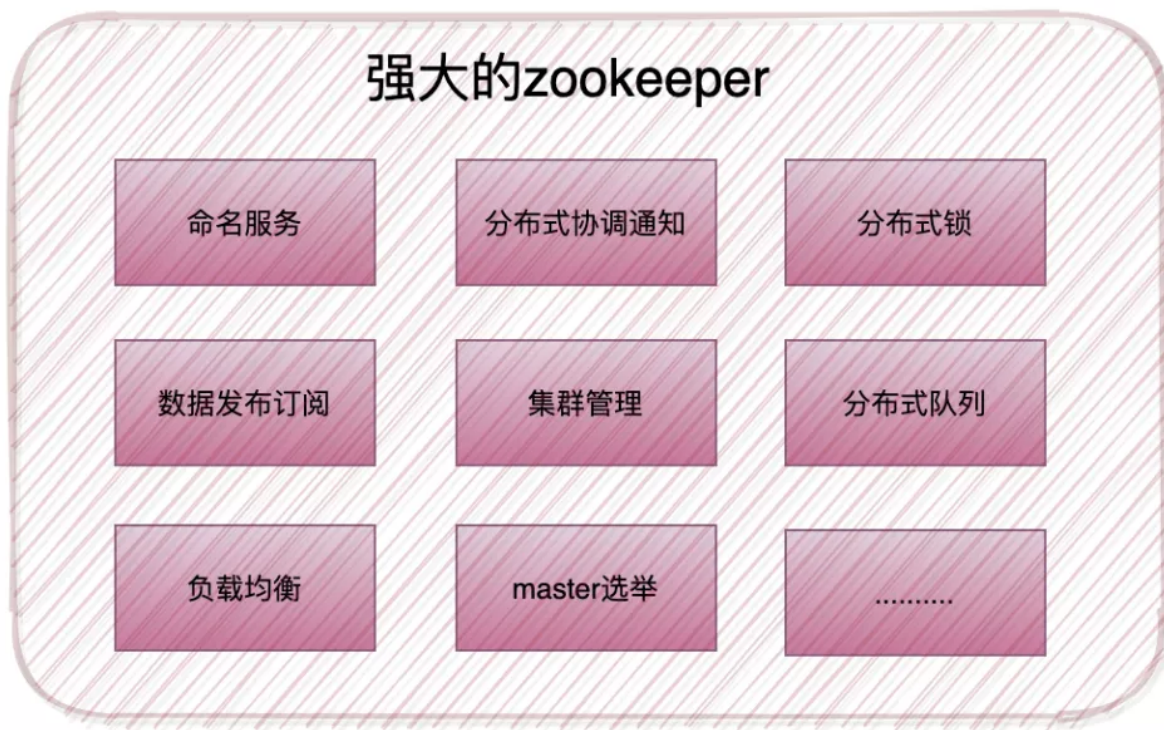 强大的zookeeper
命名服务
分布式协调通知
分布式锁
数据发布订阅
集群管理
分布式队列
负载均衡
master选举
..........